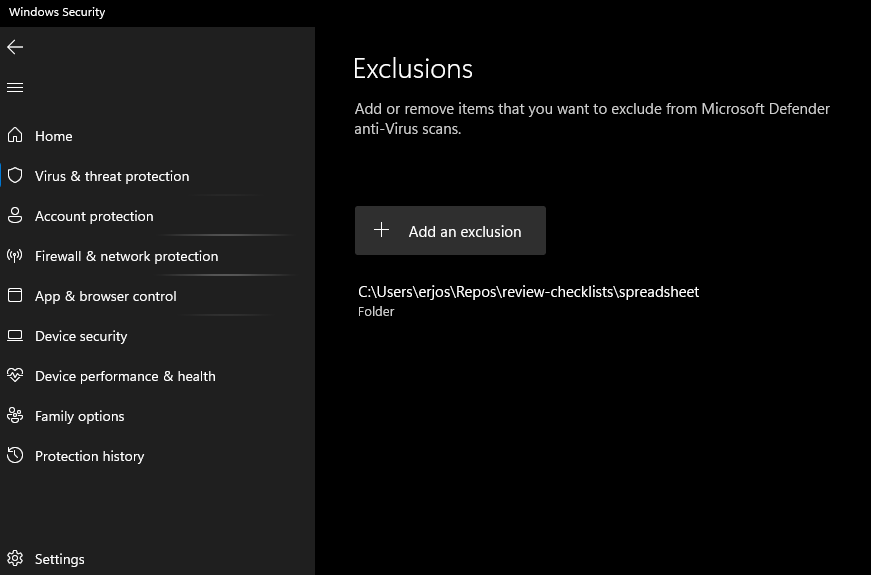 Windows Security
Home
Virus & threat protection
Account protection
Firewall & network protection
App & browser control
Device security
Device performance & health
Family options
Protection history
Settings
Exclusions
Add or remove items that you want to exclude from Microsoft Defender
anti-Virus scans.
Add an exclusion
C:\Users\erjos\Repos\review-checklists\spreadsheet
Folder